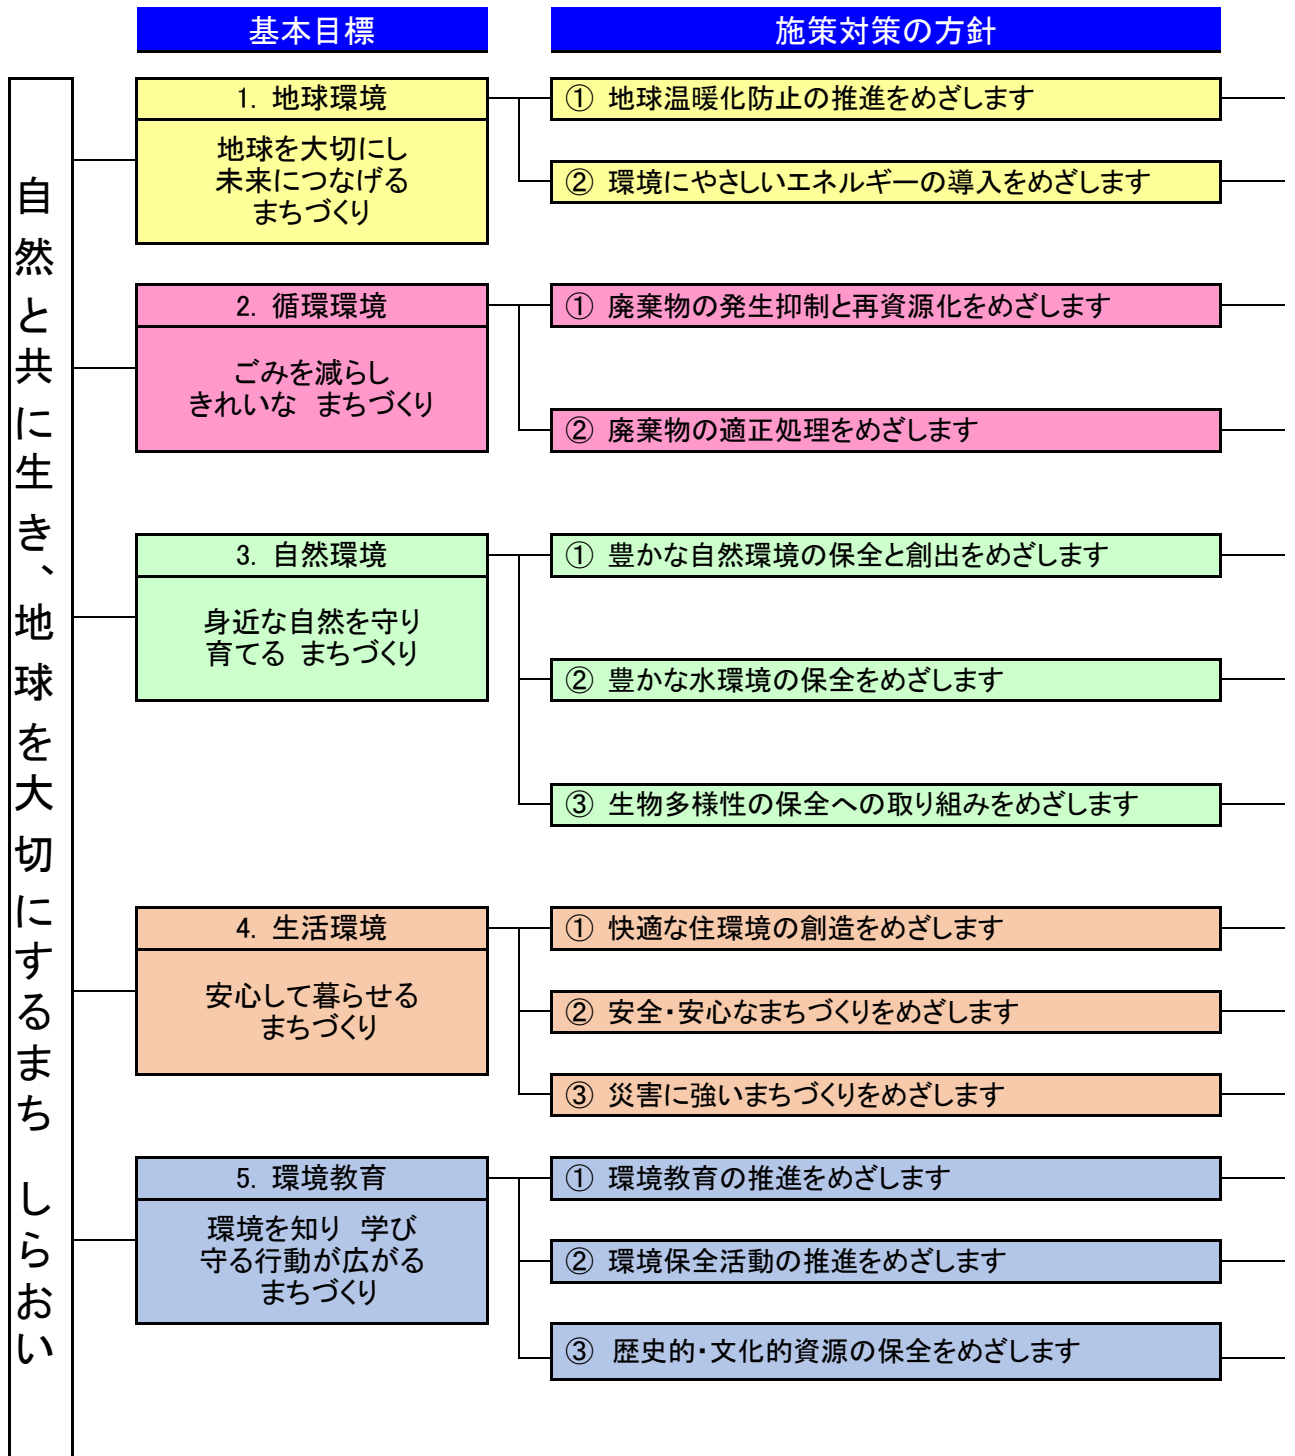 基本目標
施策対策の方針
自然と共に生き、地球を大切にするまち しらおい
1. 地球環境
地球を大切にし
未来につなげる
まちづくり
① 地球温暖化防止の推進をめざします
② 環境にやさしいエネルギーの導入をめざします
2. 循環環境
ごみを減らし
きれいな まちづくり
① 廃棄物の発生抑制と再資源化をめざします
② 廃棄物の適正処理をめざします
3. 自然環境
身近な自然を守り
育てる まちづくり
① 豊かな自然環境の保全と創出をめざします
② 豊かな水環境の保全をめざします
③ 生物多様性の保全への取り組みをめざします
4. 生活環境
安心して暮らせる
まちづくり
① 快適な住環境の創造をめざします
② 安全・安心なまちづくりをめざします
③ 災害に強いまちづくりをめざします
5. 環境教育
環境を知り 学び
守る行動が広がる
まちづくり
① 環境教育の推進をめざします
② 環境保全活動の推進をめざします
③ 歴史的・文化的資源の保全をめざします